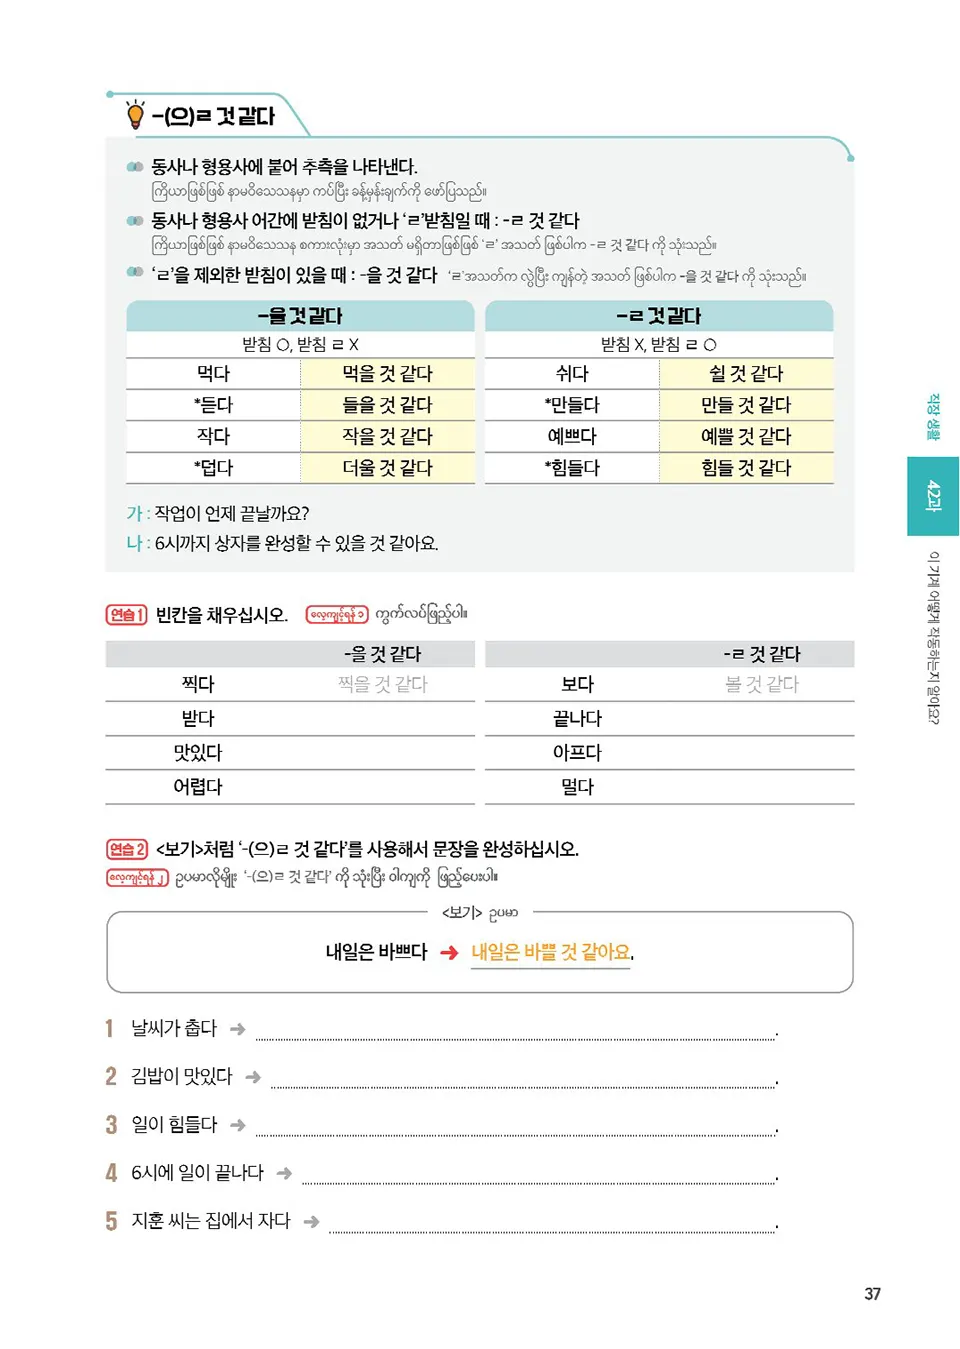 -(으)ㄹ 것 같다
동사나 형용사에 붙어 추측을 나타낸다.
ကြိယာဖြစ်ဖြစ် နာမဝိသေသနမှာ ကပ်ပြီး ခန့်မှန်းချက်ကို ဖော်ပြသည်။
동사나 형용사 어간에 받침이 없거나 ‘ㄹ’받침일 때 : -ㄹ 것 같다
ကြိယာဖြစ်ဖြစ် နာမဝိသေသန စကားလုံးမှာ အသတ် မရှိတာဖြစ်ဖြစ် ‘ㄹ’ အသတ် ဖြစ်ပါက -ㄹ 것 같다 ကို သုံးသည်။
‘ㄹ’을 제외한 받침이 있을 때 : -을 것 같다 ‘ㄹ’အသတ်က လွဲပြီး ကျန်တဲ့ အသတ် ဖြစ်ပါက -을 것 같다 ကို သုံးသည်။
-을 것 같다 -ㄹ 것 같다
받침 O, 받침 ㄹ X 받침 X, 받침 ㄹ O
먹다 먹을 것 같다 쉬다 쉴 것 같다
*듣다 들을 것 같다 *만들다 만들 것 같다
작다 작을 것 같다 예쁘다 예쁠 것 같다
*덥다 더울 것 같다 *힘들다 힘들 것 같다
가 : 작업이 언제 끝날까요?
나 : 6시까지 상자를 완성할 수 있을 것 같아요.
연습 1 빈칸을 채우십시오. လေ့ကျင့်ရန် ၁ ကွက်လပ်ဖြည့်ပါ။
-을 것 같다 -ㄹ 것 같다
찍다 찍을 것 같다 보다 볼 것 같다
받다 끝나다
맛있다 아프다
어렵다 멀다
연습 2 <보기>처럼 ‘-(으)ㄹ 것 같다’를 사용해서 문장을 완성하십시오.
လေ့ကျင့်ရန် ၂ ဥပမာလိုမျိုး ‘-(으)ㄹ 것 같다’ ကို သုံးပြီး ဝါကျကို ဖြည့်ပေးပါ။
<보기> ဥပမာ
내일은 바쁘다 ➜ 내일은 바쁠 것 같아요.
1 날씨가 춥다 ➜ .
2 김밥이 맛있다 ➜ .
3 일이 힘들다 ➜ .
4 6시에 일이 끝나다 ➜ .
5 지훈 씨는 집에서 자다 ➜ .
직장 생활
42과
이 기계 어떻게 작동하는지 알아요?
37